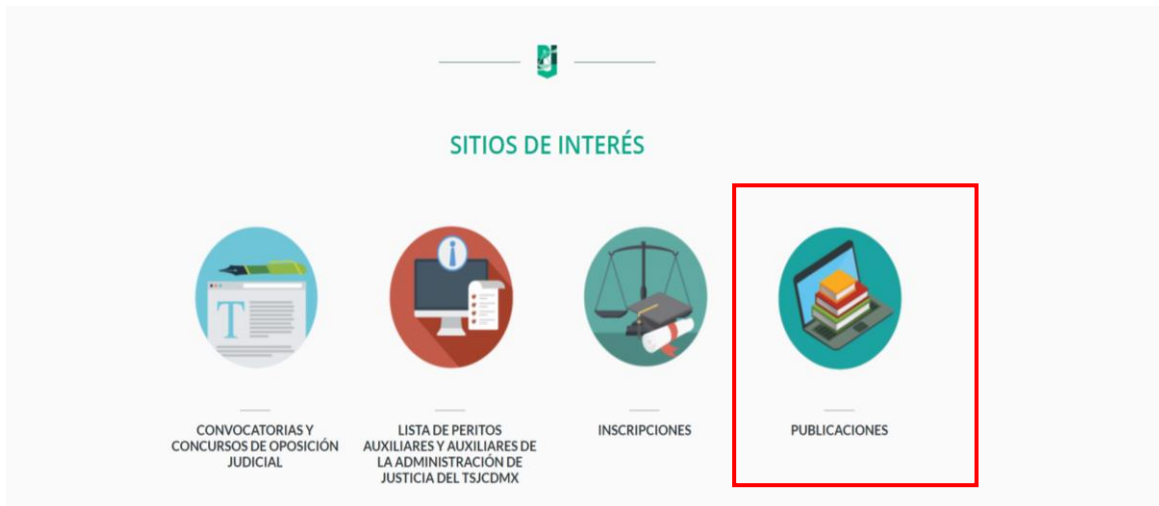 SITIOS DE INTERÉS
T
CONVOCATORIAS Y
CONCURSOS DE OPOSICIÓN
JUDICIAL
LISTA DE PERITOS
AUXILIARES Y AUXILIARES DE
LA ADMINISTRACIÓN DE
JUSTICIA DEL TSJCDMX
INSCRIPCIONES
PUBLICACIONES